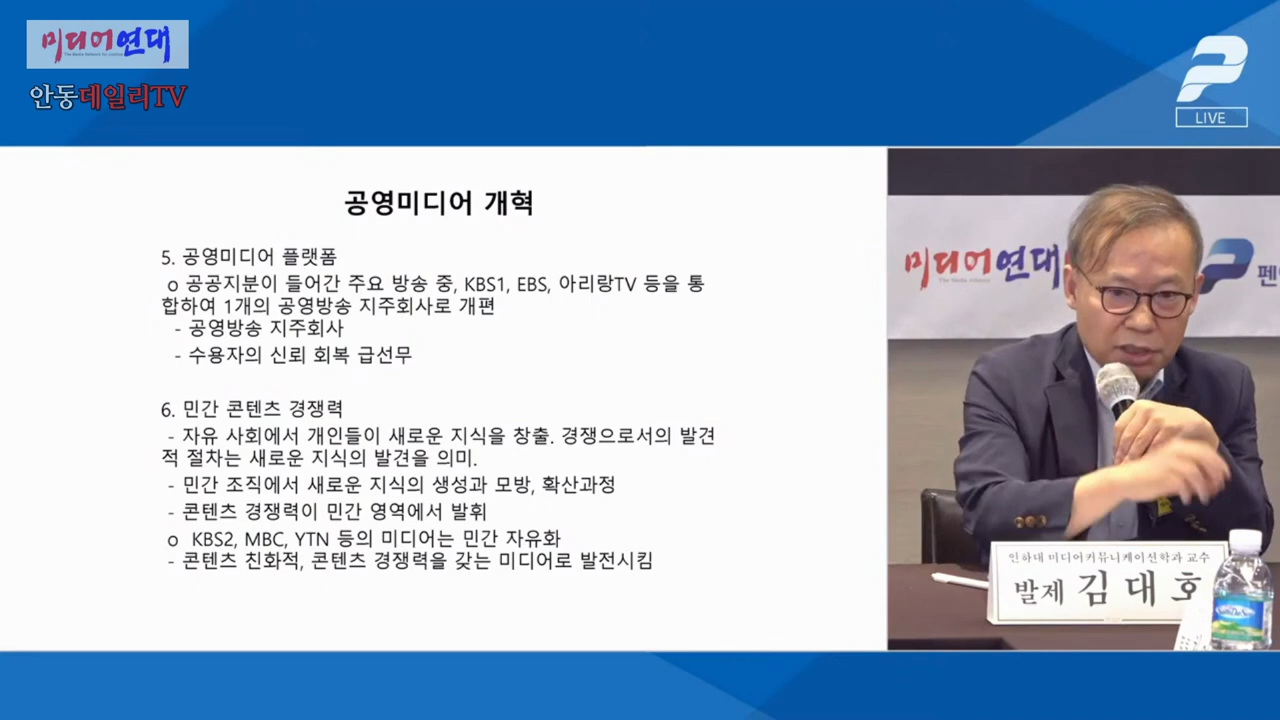 미디어연대
안동데일리TV
LIVE
공영미디어 개혁
5. 공영미디어 플랫폼
o 공공지분이 들어간 주요 방송 중, KBS1, EBS, 아리랑TV 등을 통
합하여 1개의 공영방송 지주회사로 개편
- 공영방송 지주회사
- 수용자의 신뢰 회복 급선무
6. 민간 콘텐츠 경쟁력
- 자유 사회에서 개인들이 새로운 지식을 창출. 경쟁으로서의 발견
적 절차는 새로운 지식의 발견을 의미.
- 민간 조직에서 새로운 지식의 생성과 모방, 확산과정
- 콘텐츠 경쟁력이 민간 영역에서 발휘
o KBS2, MBC, YTN 등의 미디어는 민간 자유화
- 콘텐츠 친화적, 콘텐츠 경쟁력을 갖는 미디어로 발전시킴
미디어연대
펜
인하대 미디어커뮤니케이션학과 교수
발제 김대호